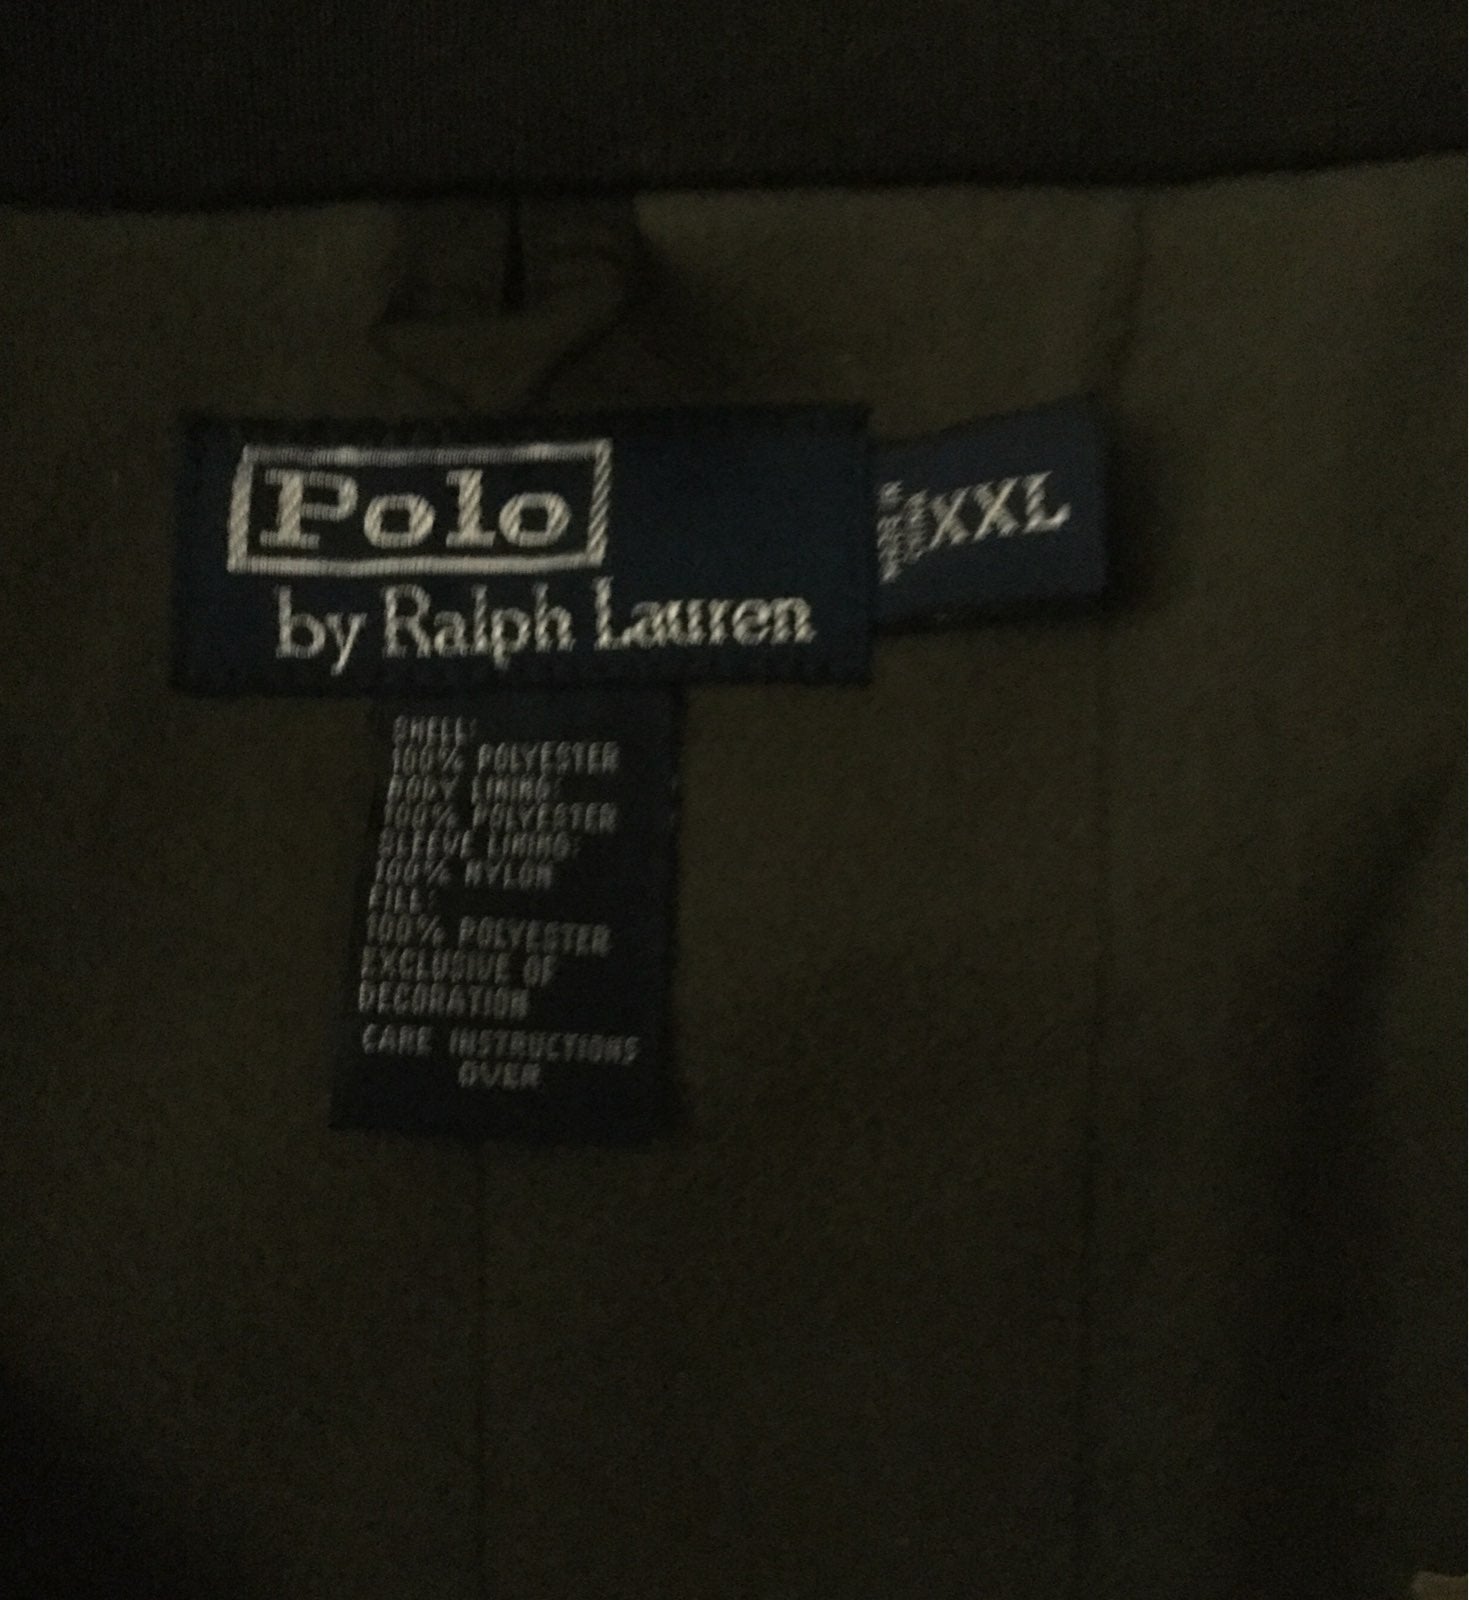 Polo
by Ralph Lauren
XXL
SHELL:
100% POLYESTER
BODY LINING:
100% POLYESTER
SLEEVE LINING:
100% NYLON
FILL:
100% POLYESTER
EXCLUSIVE OF
DECORATION
CARE INSTRUCTIONS
OVER